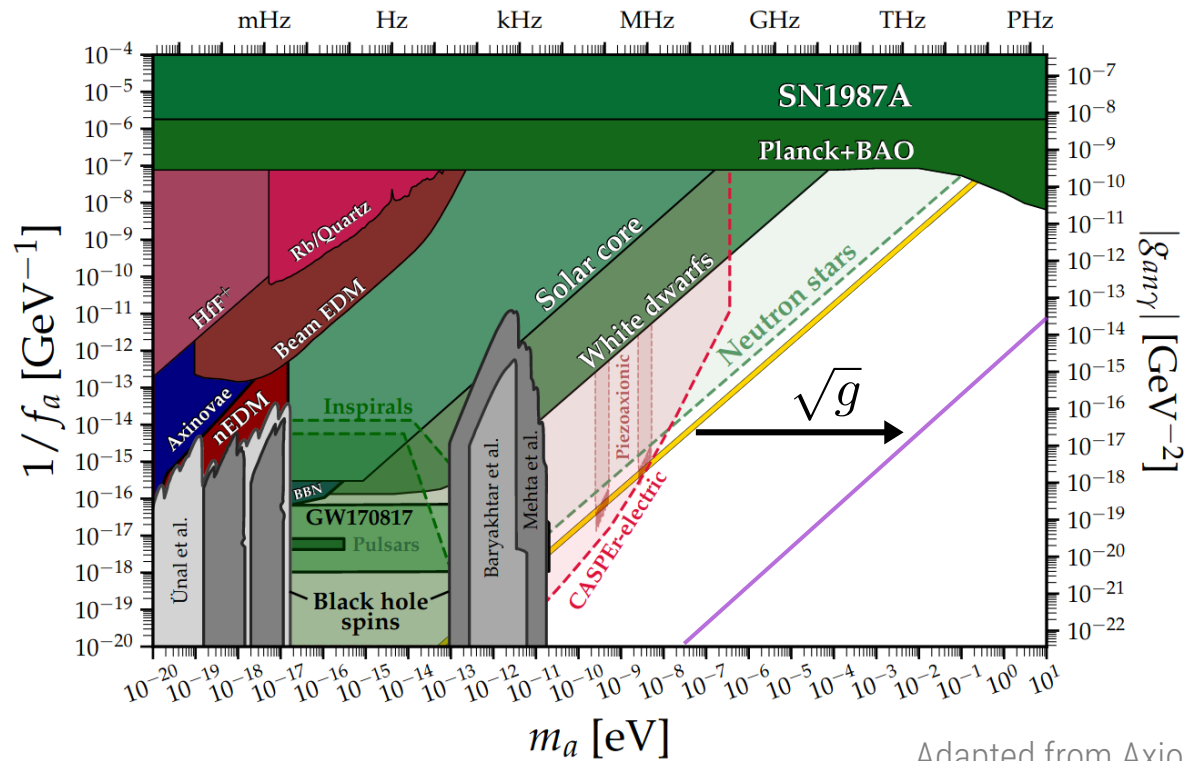 mHz Hz kHz MHz GHz THz PHz
10⁻⁴
10⁻⁵
10⁻⁶
10⁻⁷
10⁻⁸
10⁻⁹
10⁻¹⁰
10⁻¹¹
10⁻¹²
10⁻¹³
10⁻¹⁴
10⁻¹⁵
10⁻¹⁶
10⁻¹⁷
10⁻¹⁸
10⁻¹⁹
10⁻²⁰
1/fₐ [GeV⁻¹]
SN1987A
Planck+BAO
HfF⁺
Rb/Quartz
Beam EDM
Solar core
White dwarfs
Neutron stars
Axinovae
nEDM
Inspirals
Piezoaxionic
√g
BBN
GW170817
Pulsars
Black hole
spins
Ünal et al.
Baryakhtar et al.
Mehta et al.
CASPEr-electric
10⁻⁷
10⁻⁸
10⁻⁹
10⁻¹⁰
10⁻¹¹
10⁻¹²
10⁻¹³
10⁻¹⁴
10⁻¹⁵
10⁻¹⁶
10⁻¹⁷
10⁻¹⁸
10⁻¹⁹
10⁻²⁰
10⁻²¹
10⁻²²
|gₐₙᵧ| [GeV⁻²]
10⁻²⁰ 10⁻¹⁹ 10⁻¹⁸ 10⁻¹⁷ 10⁻¹⁶ 10⁻¹⁵ 10⁻¹⁴ 10⁻¹³ 10⁻¹² 10⁻¹¹ 10⁻¹⁰ 10⁻⁹ 10⁻⁸ 10⁻⁷ 10⁻⁶ 10⁻⁵ 10⁻⁴ 10⁻³ 10⁻² 10⁻¹ 10⁰ 10¹
mₐ [eV]
Adapted from Axio